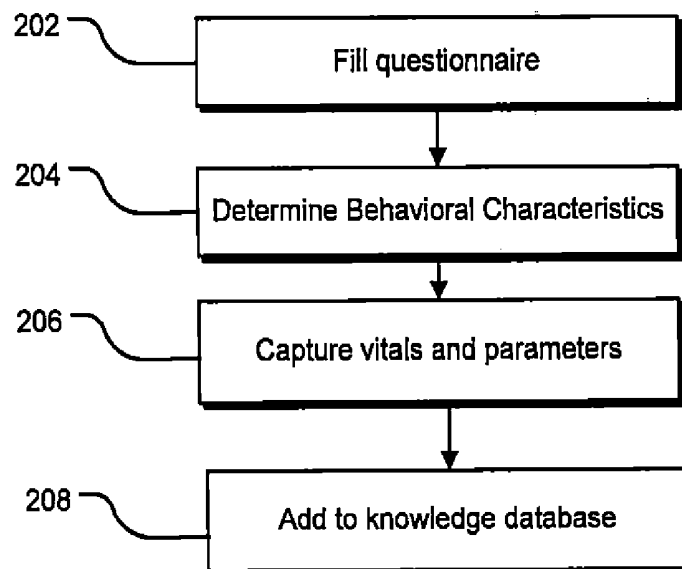 202
Fill questionnaire
204
Determine Behavioral Characteristics
206
Capture vitals and parameters
208
Add to knowledge database